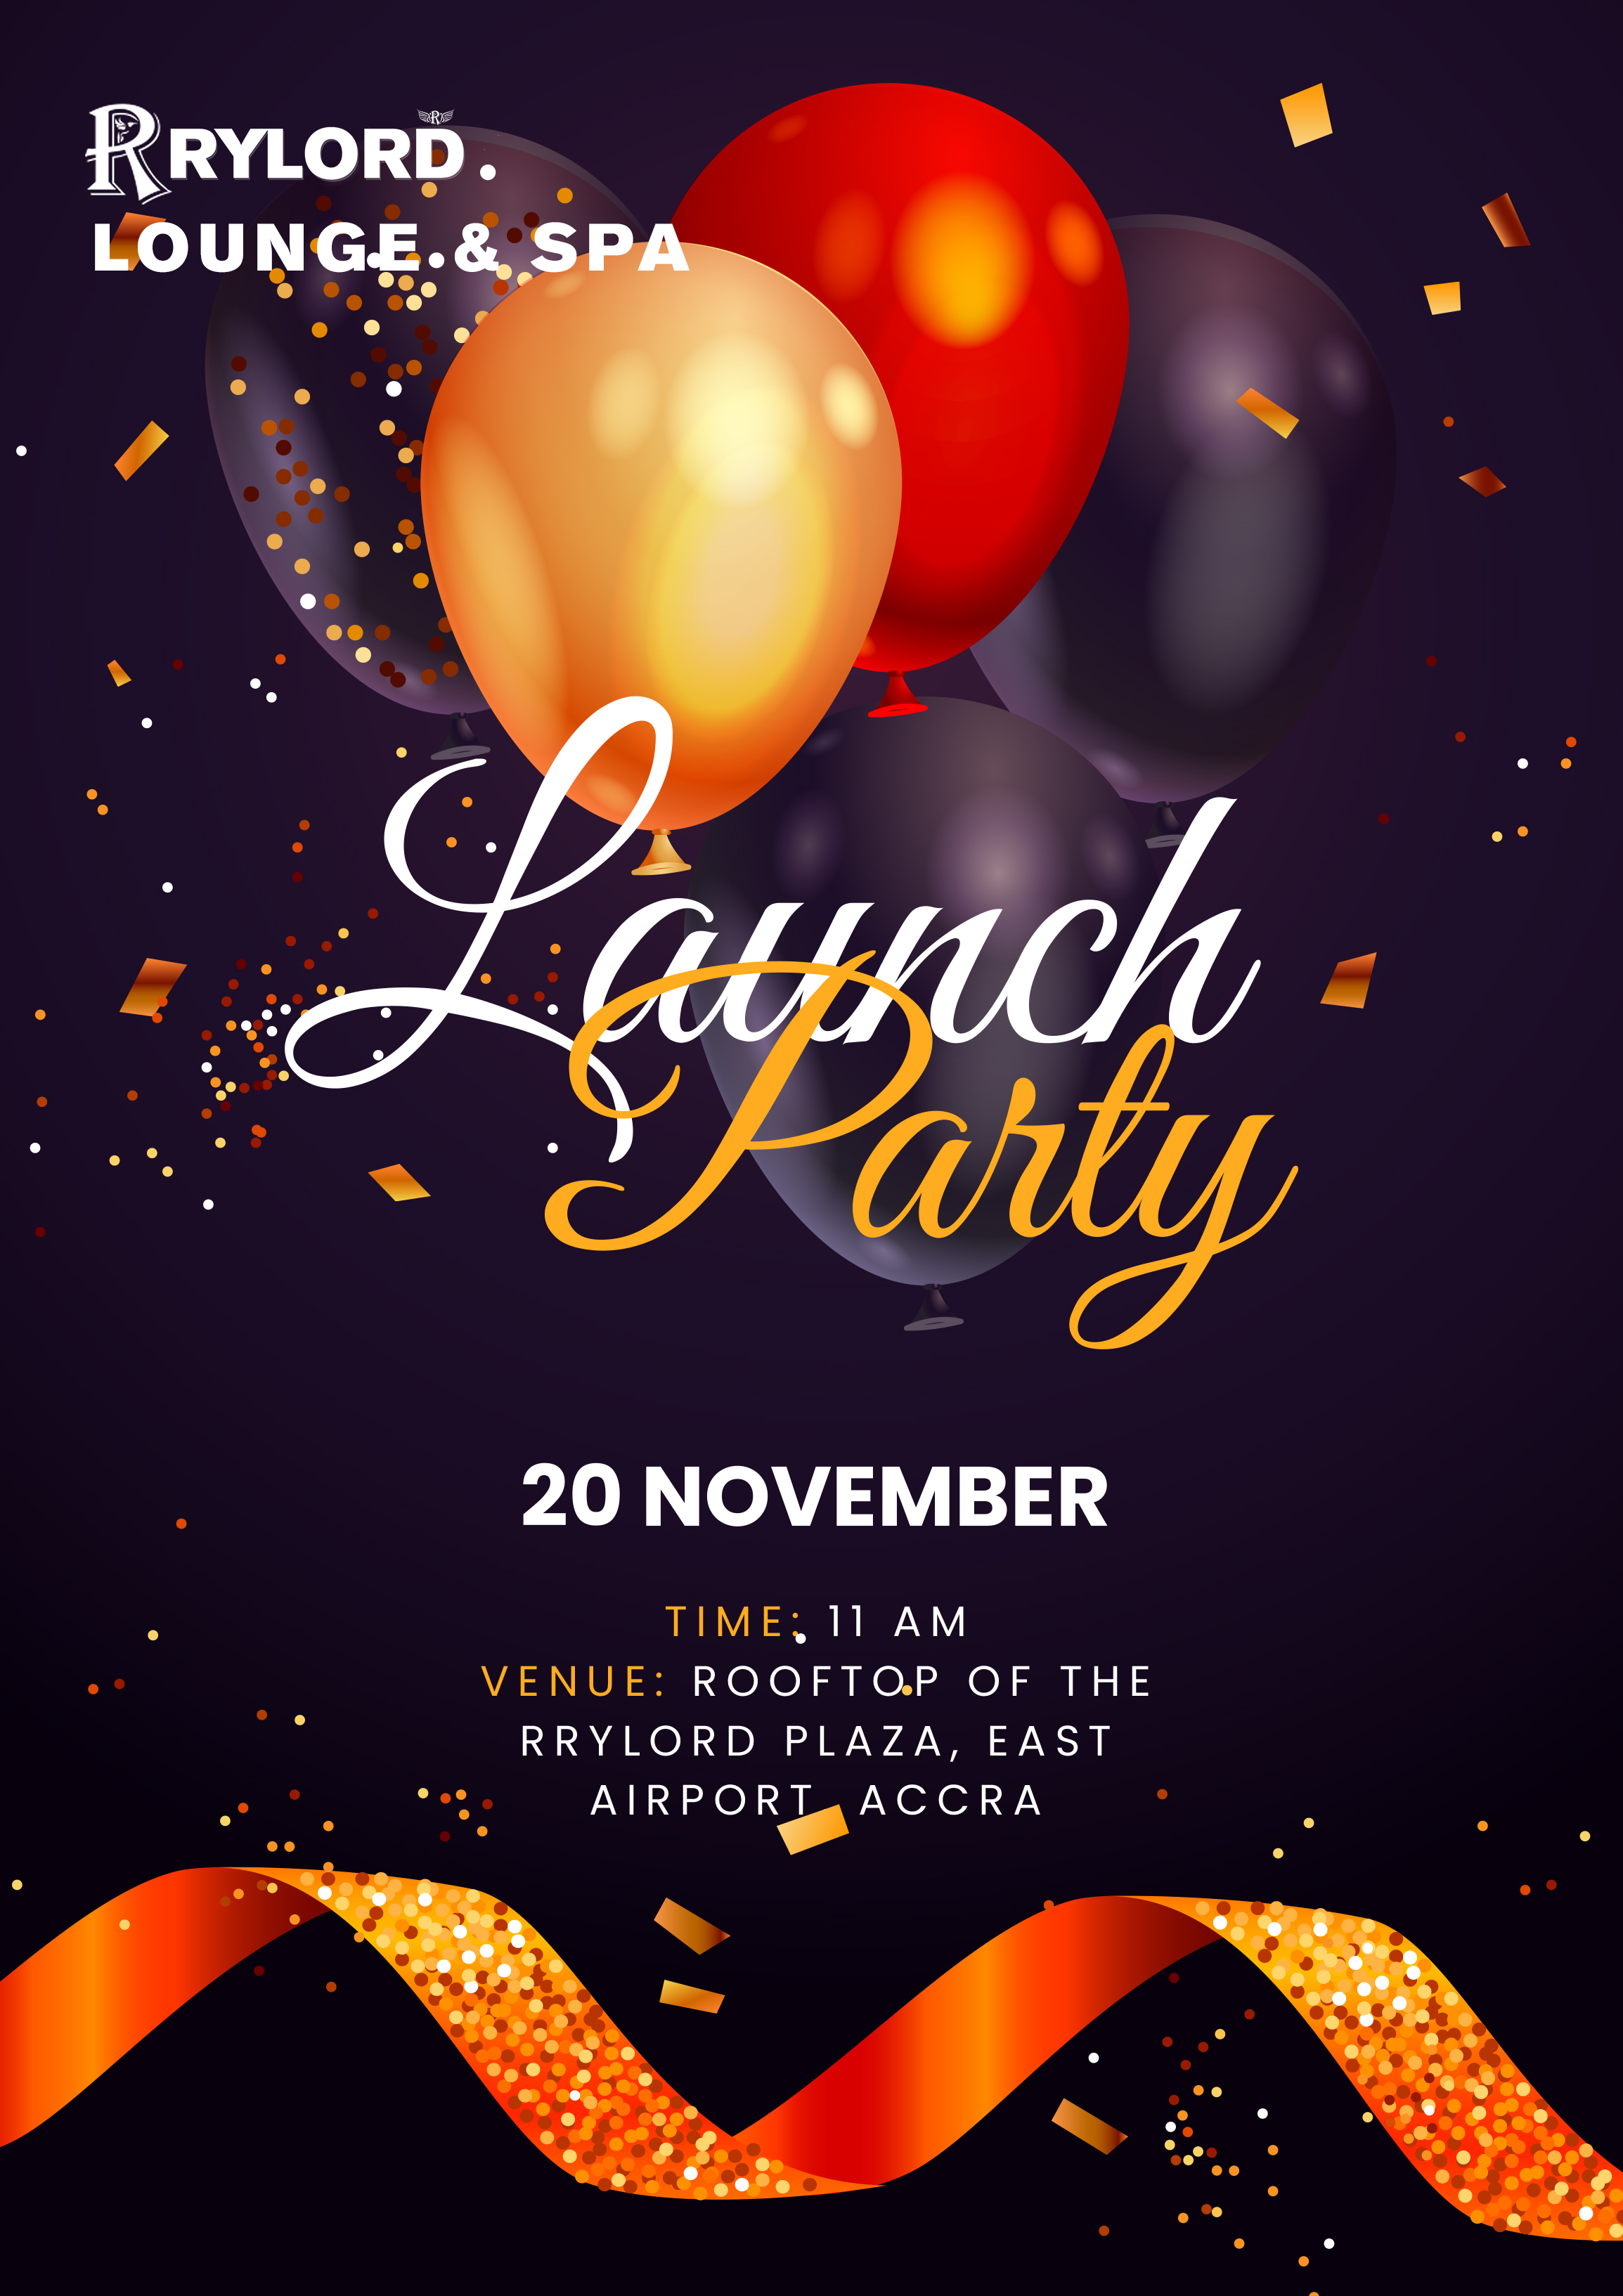 RRYLORD
LOUNGE & SPA
Launch
Party
20 NOVEMBER
TIME: 11 AM
VENUE: ROOFTOP OF THE
RRYLORD PLAZA, EAST
AIRPORT ACCRA